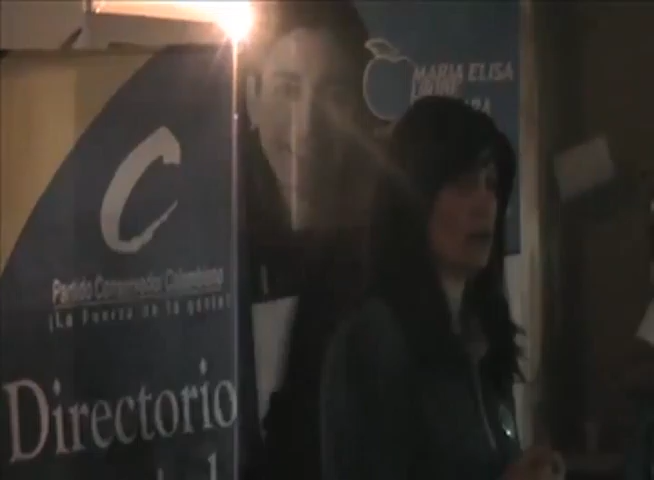 MARIA ELISA
C
Partido Conservador Colombiano
¡La Fuerza de la gente!
Directorio